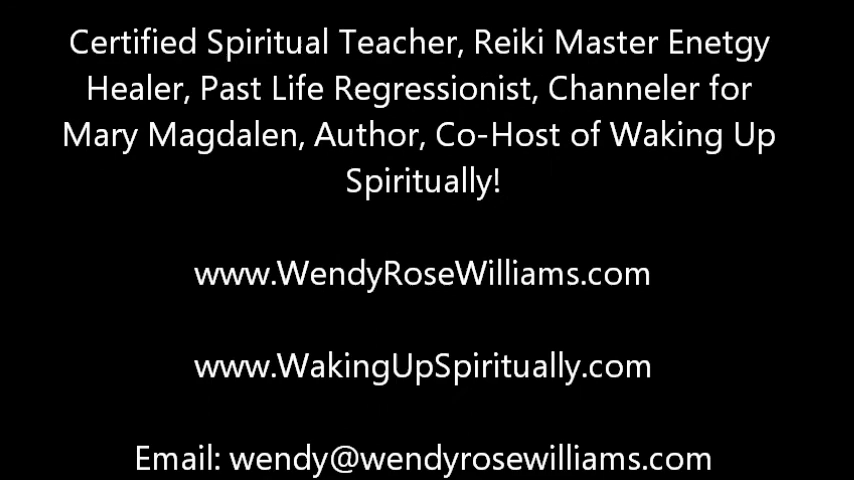 Certified Spiritual Teacher, Reiki Master Enetgy
Healer, Past Life Regressionist, Channeler for
Mary Magdalen, Author, Co-Host of Waking Up
Spiritually!
www.WendyRoseWilliams.com
www.WakingUpSpiritually.com
Email: wendy@wendyrosewilliams.com